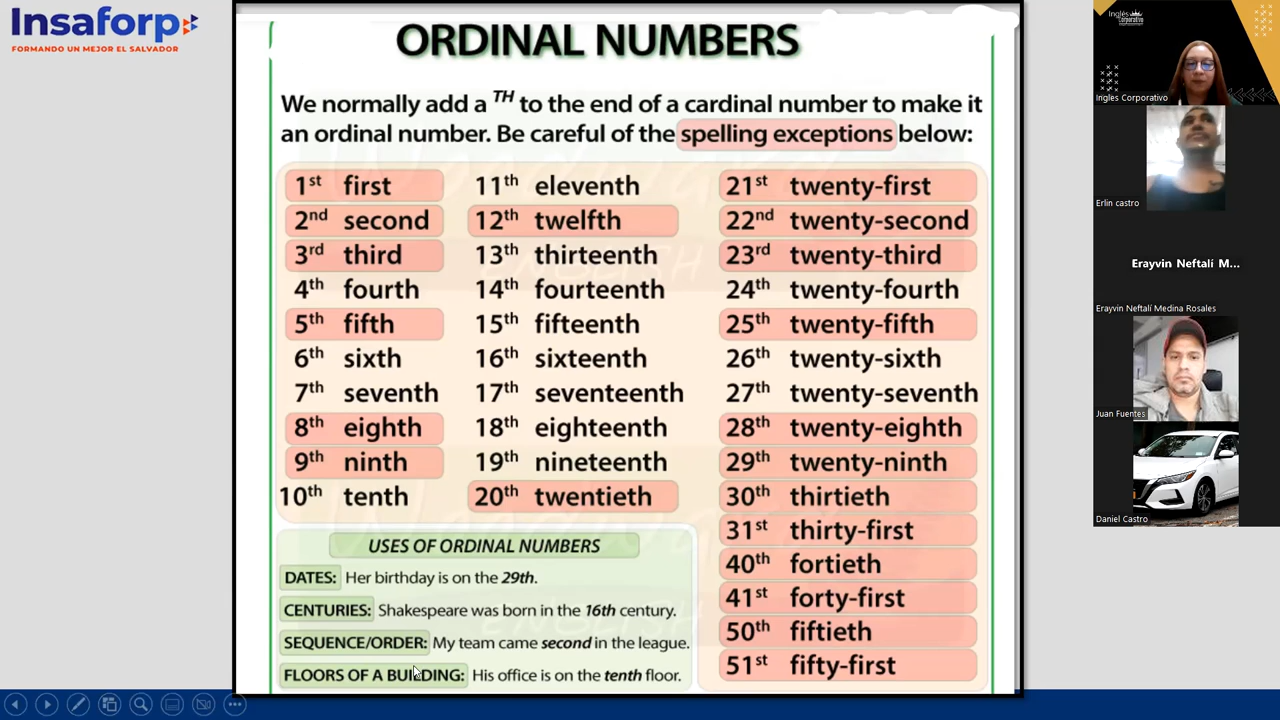 Insaforp
FORMANDO UN MEJOR EL SALVADOR
ORDINAL NUMBERS
We normally add a TH to the end of a cardinal number to make it
an ordinal number. Be careful of the spelling exceptions below:
1st first
2nd second
3rd third
4th fourth
5th fifth
6th sixth
7th seventh
8th eighth
9th ninth
10th tenth
11th eleventh
12th twelfth
13th thirteenth
14th fourteenth
15th fifteenth
16th sixteenth
17th seventeenth
18th eighteenth
19th nineteenth
20th twentieth
21st twenty-first
22nd twenty-second
23rd twenty-third
24th twenty-fourth
25th twenty-fifth
26th twenty-sixth
27th twenty-seventh
28th twenty-eighth
29th twenty-ninth
30th thirtieth
31st thirty-first
40th fortieth
41st forty-first
50th fiftieth
51st fifty-first
USES OF ORDINAL NUMBERS
DATES: Her birthday is on the 29th.
CENTURIES: Shakespeare was born in the 16th century.
SEQUENCE/ORDER: My team came second in the league.
FLOORS OF A BUILDING: His office is on the tenth floor.
Inglés
Corporativo
Ingles Corporativo
Erlin castro
Erayvin Neftalí M...
Erayvin Neftalí Medina Rosales
Juan Fuentes
Daniel Castro